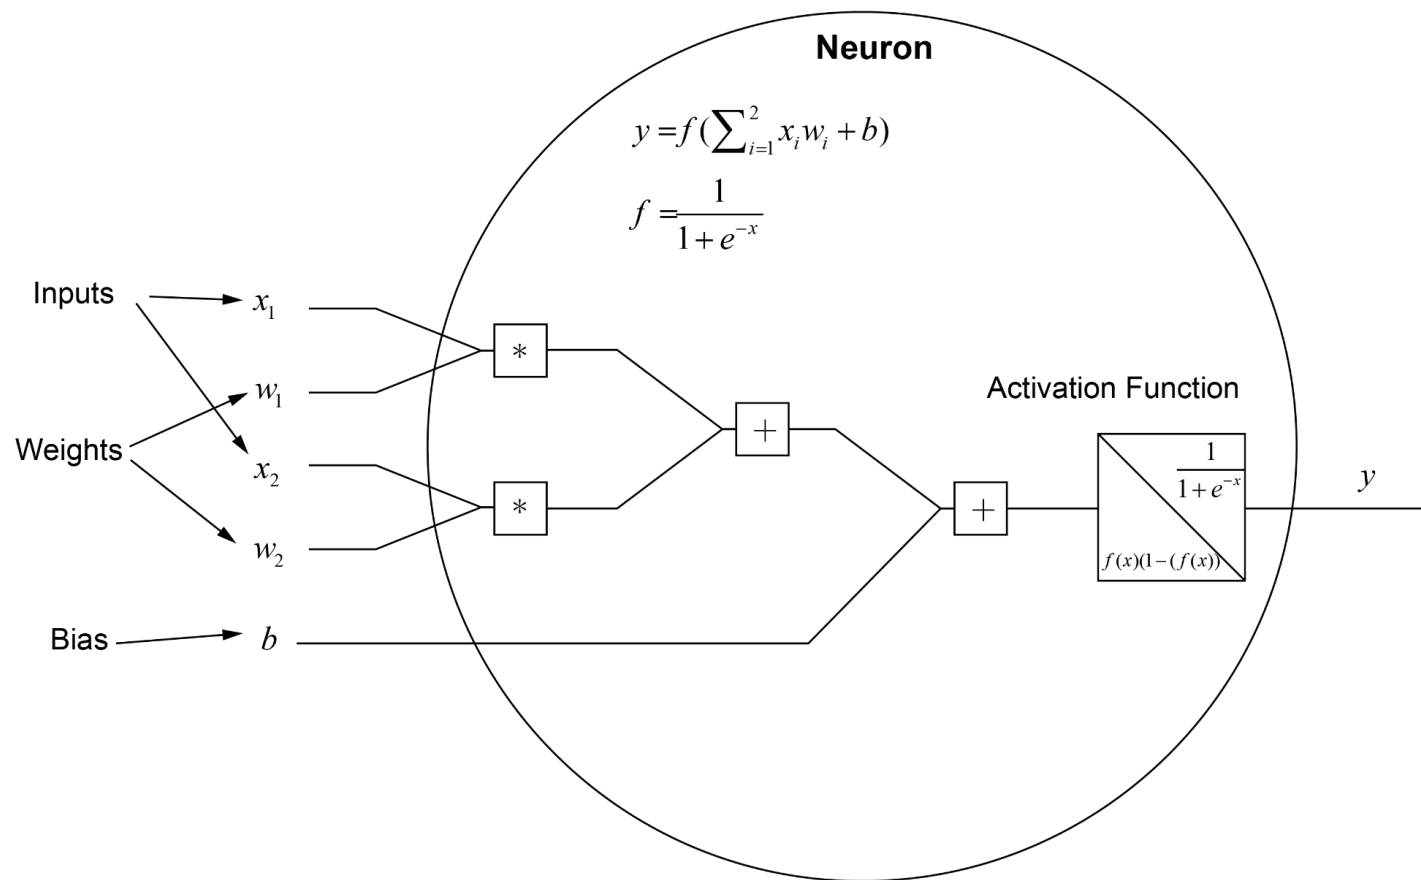 Neuron
y = f(∑_{i=1}^{2} x_i w_i + b)
f = 1/(1 + e^{-x})
Inputs
x_1
*
w_1
Activation Function
+
Weights
1/(1 + e^{-x})
x_2
y
*
+
w_2
f(x)(1-(f(x))
Bias
b